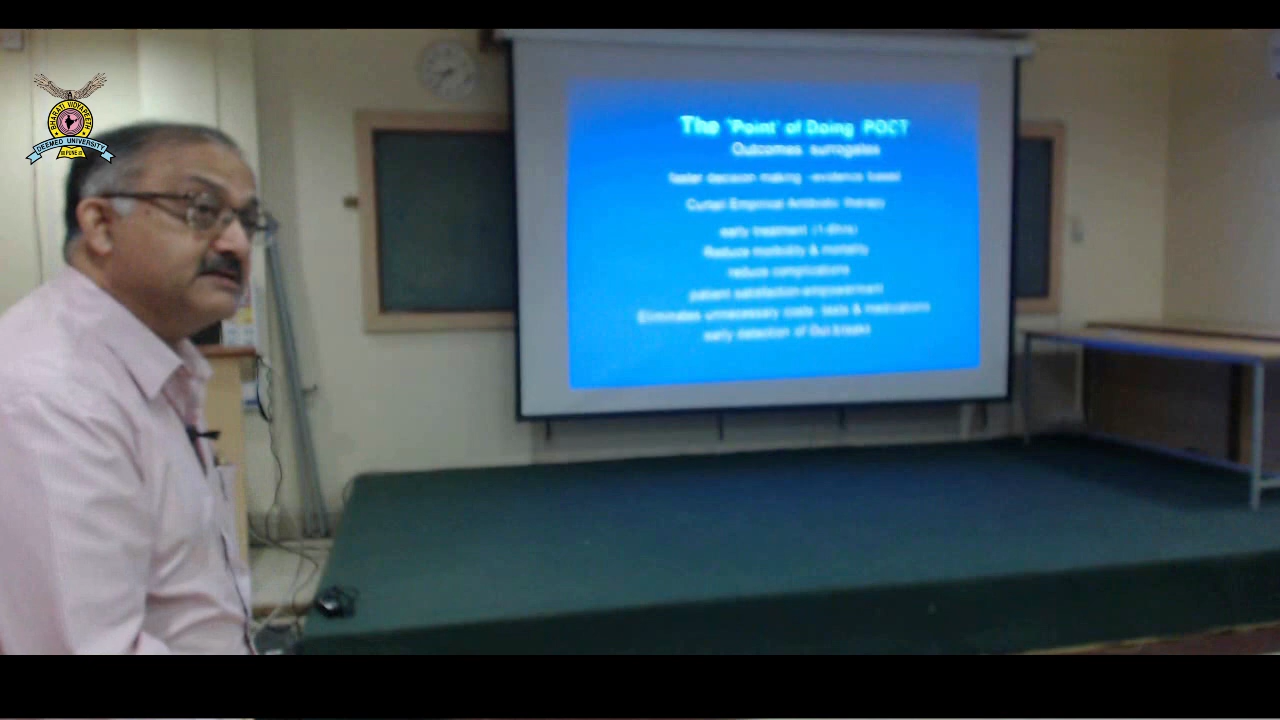 BHARATI VIDYAPEETH
DEEMED UNIVERSITY
The 'Point' of Doing POCT
Outcomes surrogates
faster decision making -evidence based
Curtail Empirical Antibiotic therapy
early treatment
Reduce morbidity & mortality
reduce complications
patient satisfaction-empowerment
Eliminates unnecessary costs- tests & medications
early detection of Out breaks